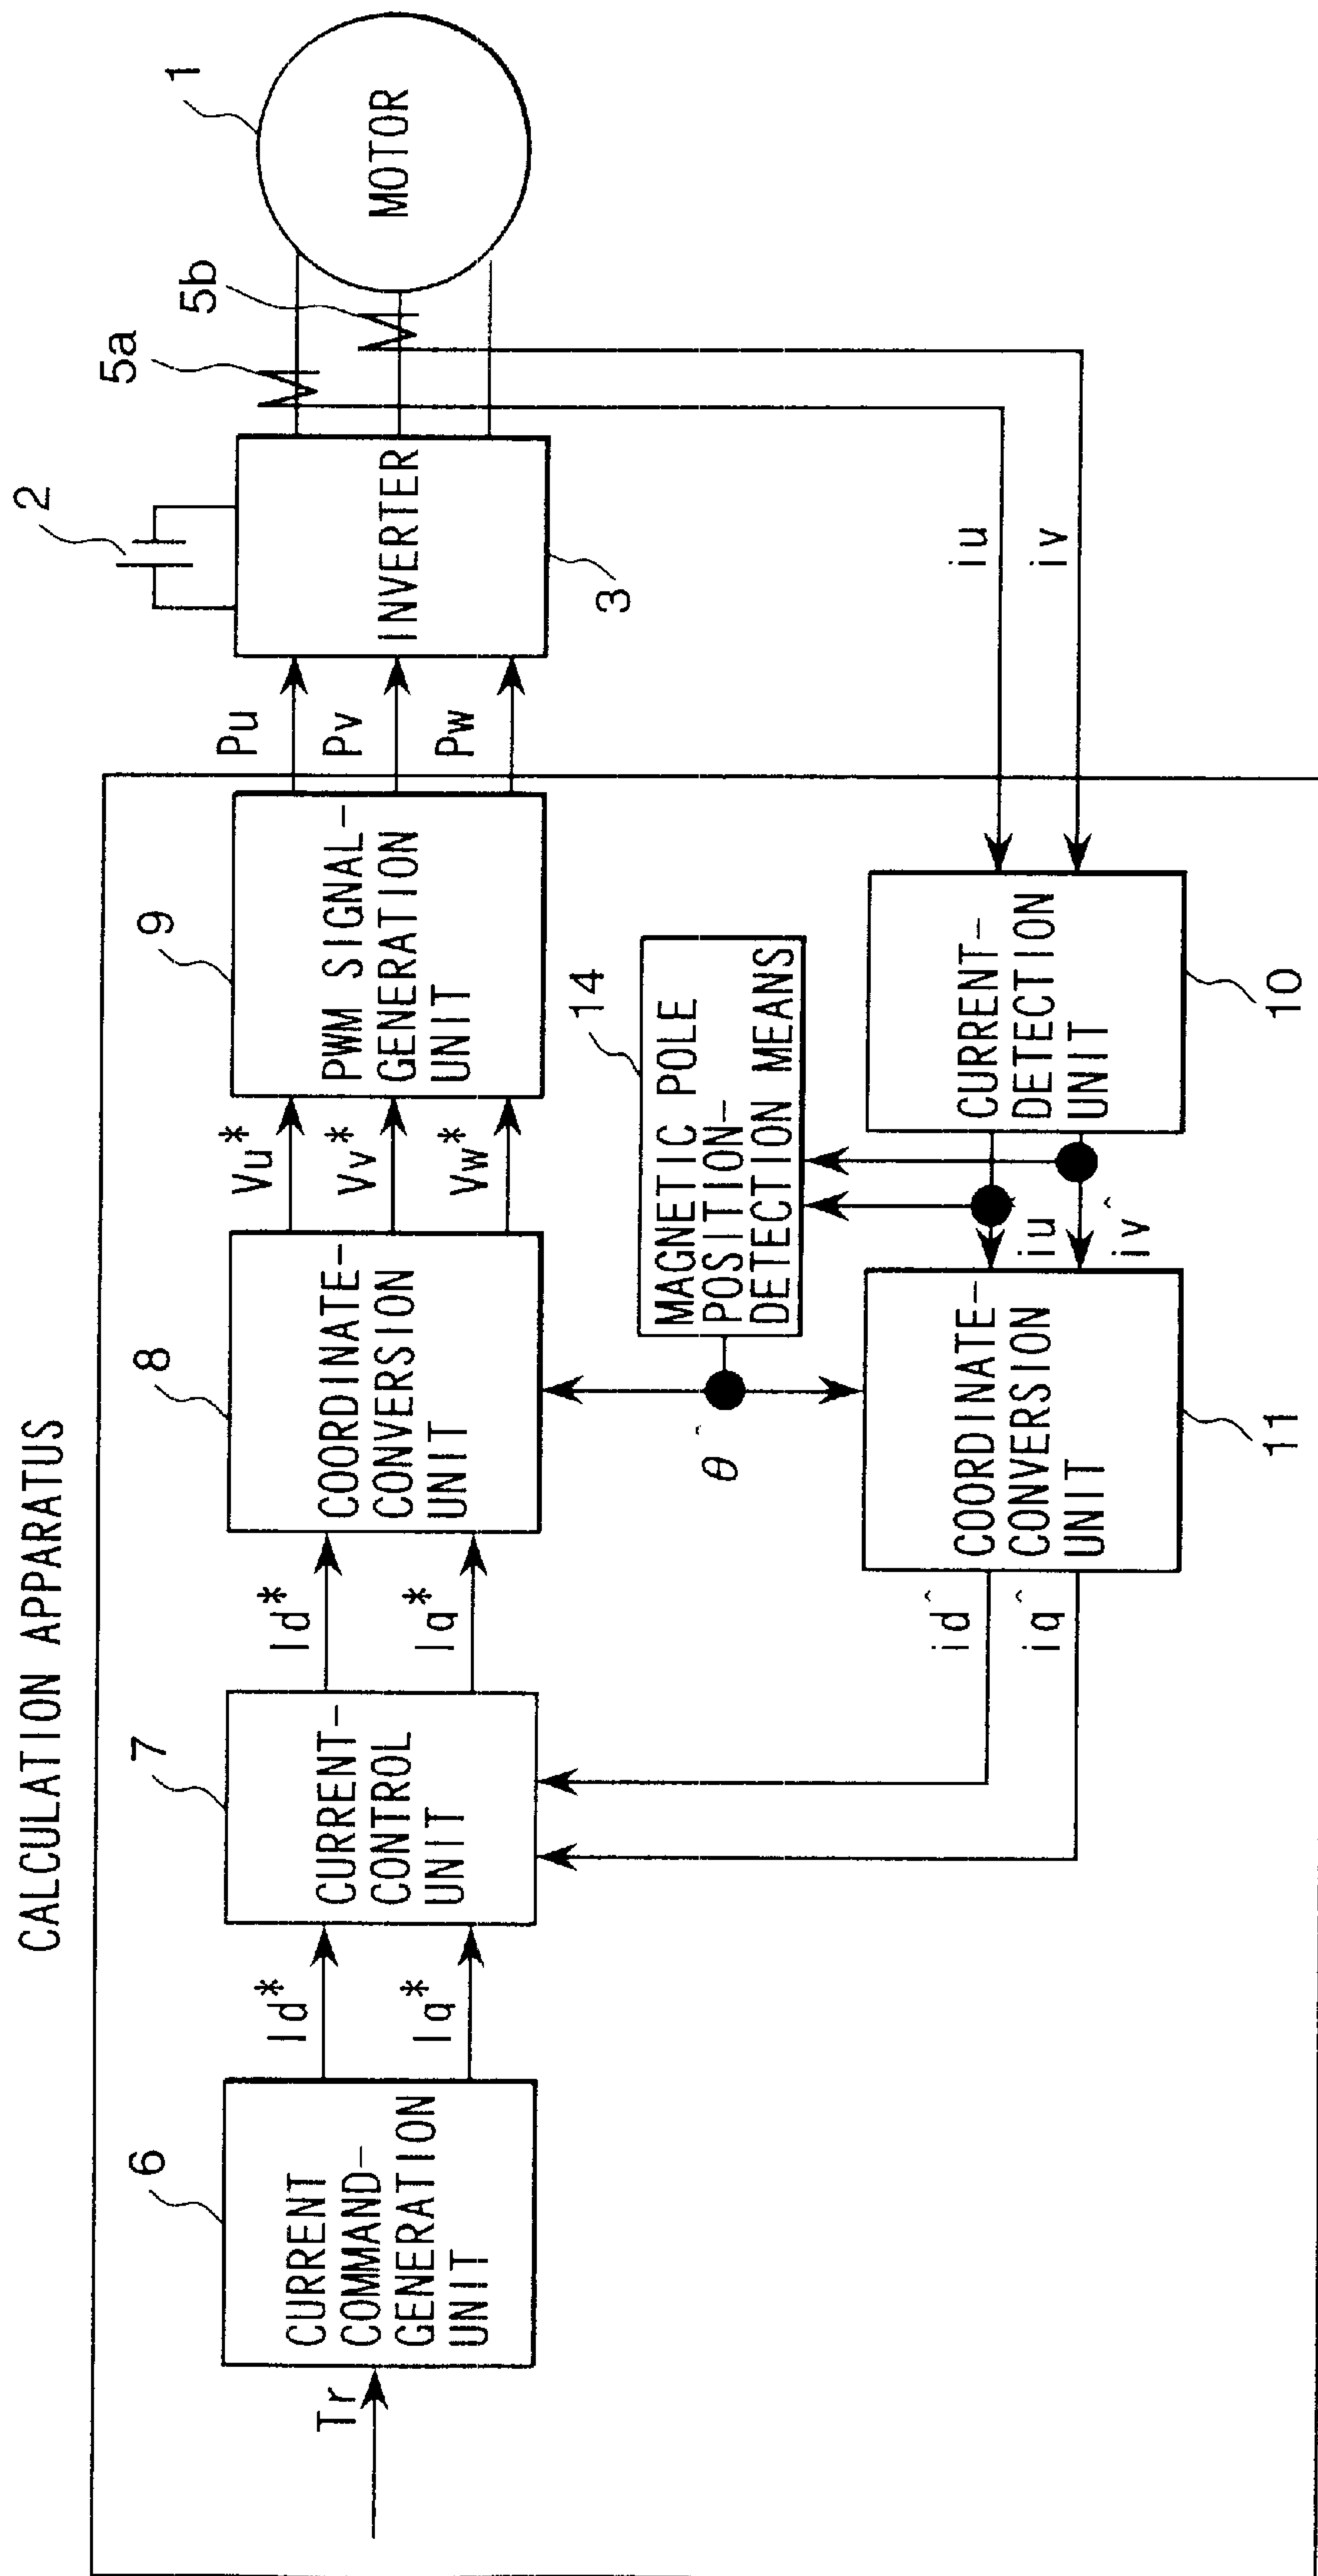 CALCULATION APPARATUS
Tr
6
CURRENT
COMMAND-
GENERATION
UNIT
Id*
Iq*
7
CURRENT-
CONTROL
UNIT
Id*
Iq*
8
COORDINATE-
CONVERSION
UNIT
Vu*
Vv*
Vw*
9
PWM SIGNAL-
GENERATION
UNIT
Pu
Pv
Pw
2
INVERTER
3
5a
5b
1
MOTOR
14
MAGNETIC POLE
POSITION-
DETECTION MEANS
θ^
id^
iq^
COORDINATE-
CONVERSION
UNIT
11
iu^
iv^
CURRENT-
DETECTION
UNIT
10
iu
iv